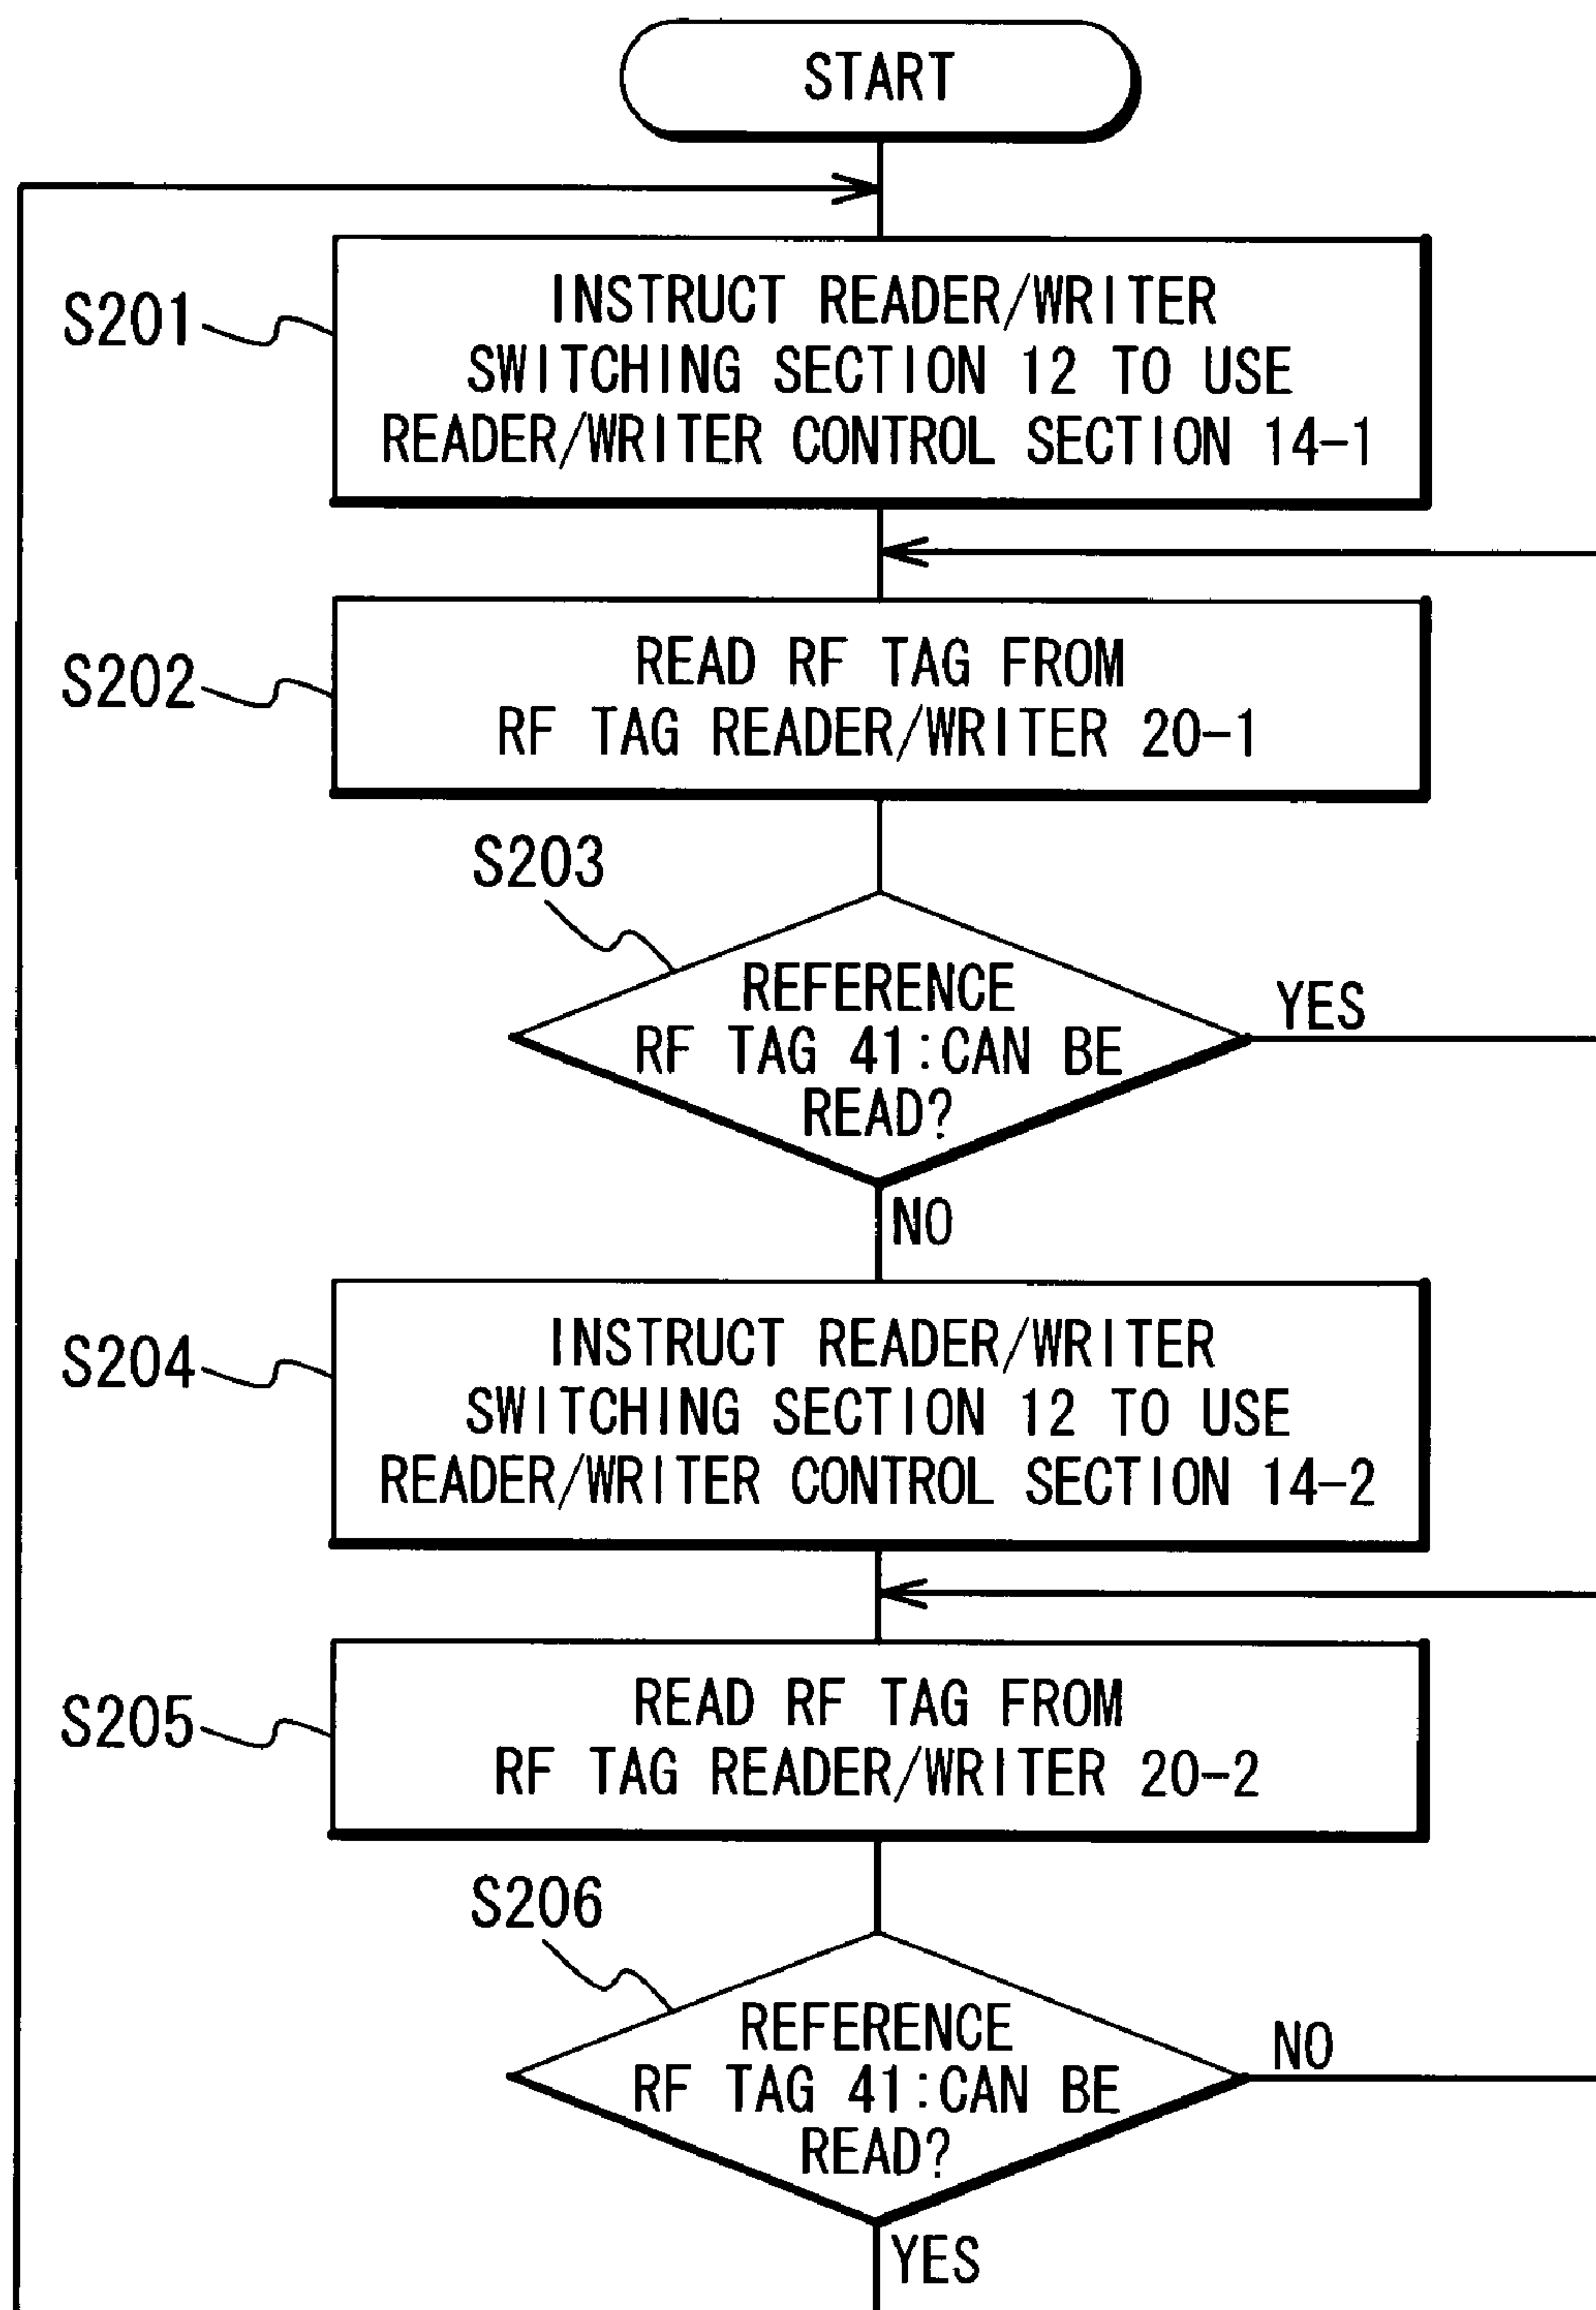 START
S201
INSTRUCT READER/WRITER
SWITCHING SECTION 12 TO USE
READER/WRITER CONTROL SECTION 14-1
S202
READ RF TAG FROM
RF TAG READER/WRITER 20-1
S203
REFERENCE
RF TAG 41:CAN BE
READ?
YES
NO
S204
INSTRUCT READER/WRITER
SWITCHING SECTION 12 TO USE
READER/WRITER CONTROL SECTION 14-2
S205
READ RF TAG FROM
RF TAG READER/WRITER 20-2
S206
REFERENCE
RF TAG 41:CAN BE
READ?
NO
YES